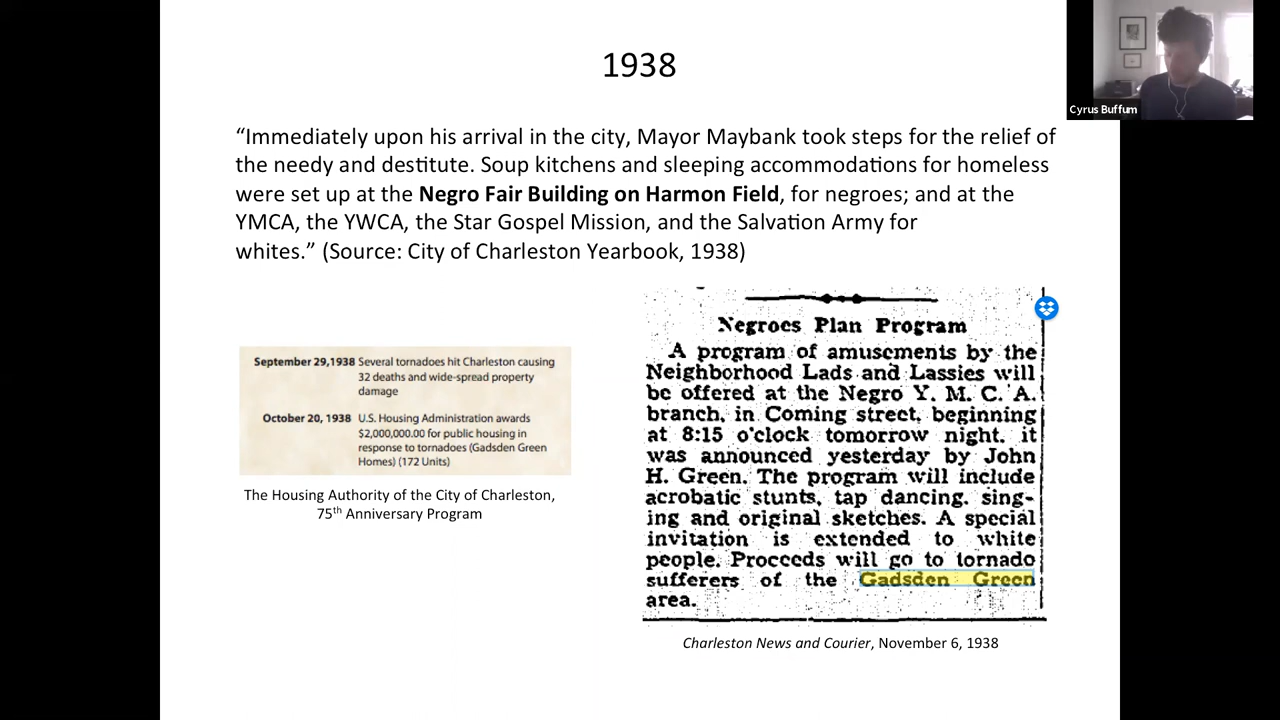 1938
Cyrus Buffum
“Immediately upon his arrival in the city, Mayor Maybank took steps for the relief of
the needy and destitute. Soup kitchens and sleeping accommodations for homeless
were set up at the Negro Fair Building on Harmon Field, for negroes; and at the
YMCA, the YWCA, the Star Gospel Mission, and the Salvation Army for
whites.” (Source: City of Charleston Yearbook, 1938)
September 29,1938 Several tornadoes hit Charleston causing
32 deaths and wide-spread property
damage
October 20, 1938 U.S. Housing Administration awards
$2,000,000.00 for public housing in
response to tornadoes (Gadsden Green
Homes) (172 Units)
The Housing Authority of the City of Charleston,
75th Anniversary Program
Negroes Plan Program
A program of amusements by the
Neighborhood Lads and Lassies will
be offered at the Negro Y. M. C. A.
branch, in Coming street, beginning
at 8:15 o'clock tomorrow night, it
was announced yesterday by John
H. Green. The program will include
acrobatic stunts, tap dancing, sing-
ing and original sketches. A special
invitation is extended to white
people. Proceeds will go to tornado
sufferers of the Gadsden Green
area.
Charleston News and Courier, November 6, 1938